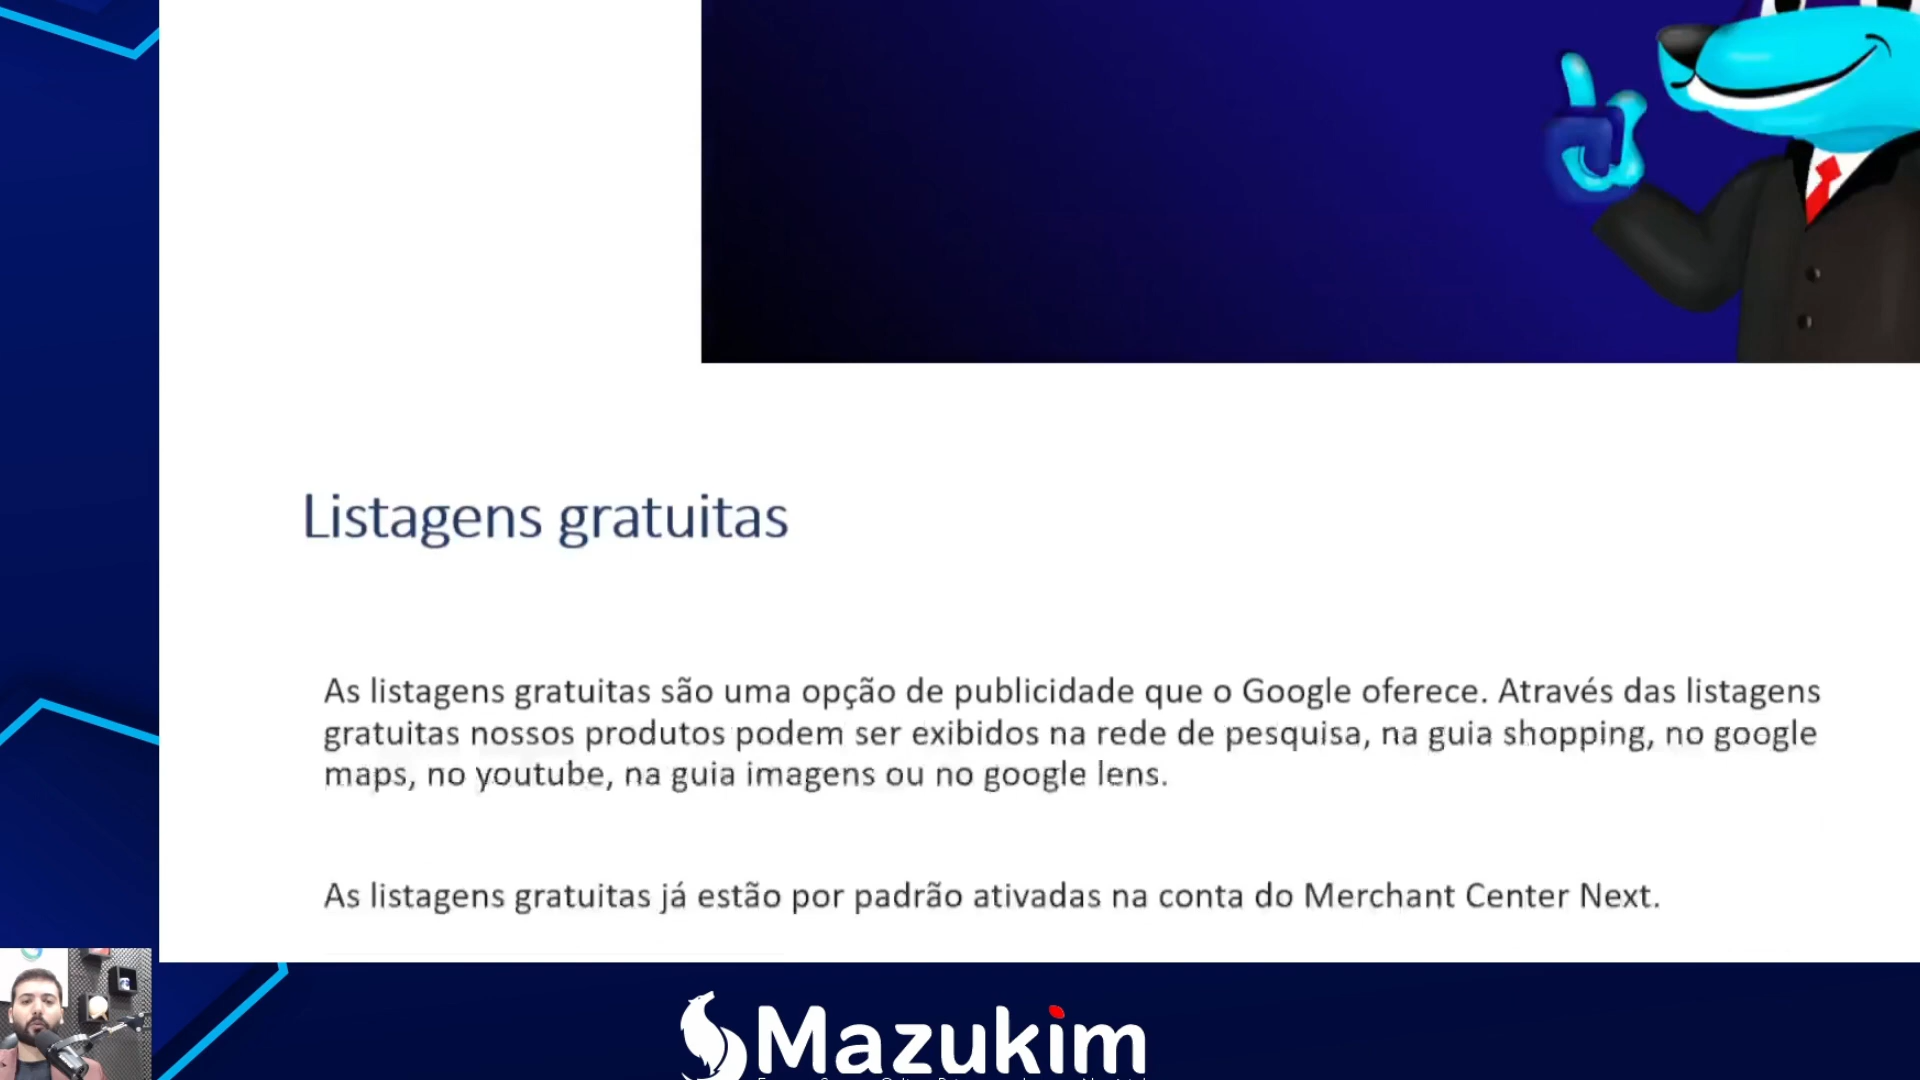 Listagens gratuitas
As listagens gratuitas são uma opção de publicidade que o Google oferece. Através das listagens
gratuitas nossos produtos podem ser exibidos na rede de pesquisa, na guia shopping, no google
maps, no youtube, na guia imagens ou no google lens.
As listagens gratuitas já estão por padrão ativadas na conta do Merchant Center Next.
Mazukim